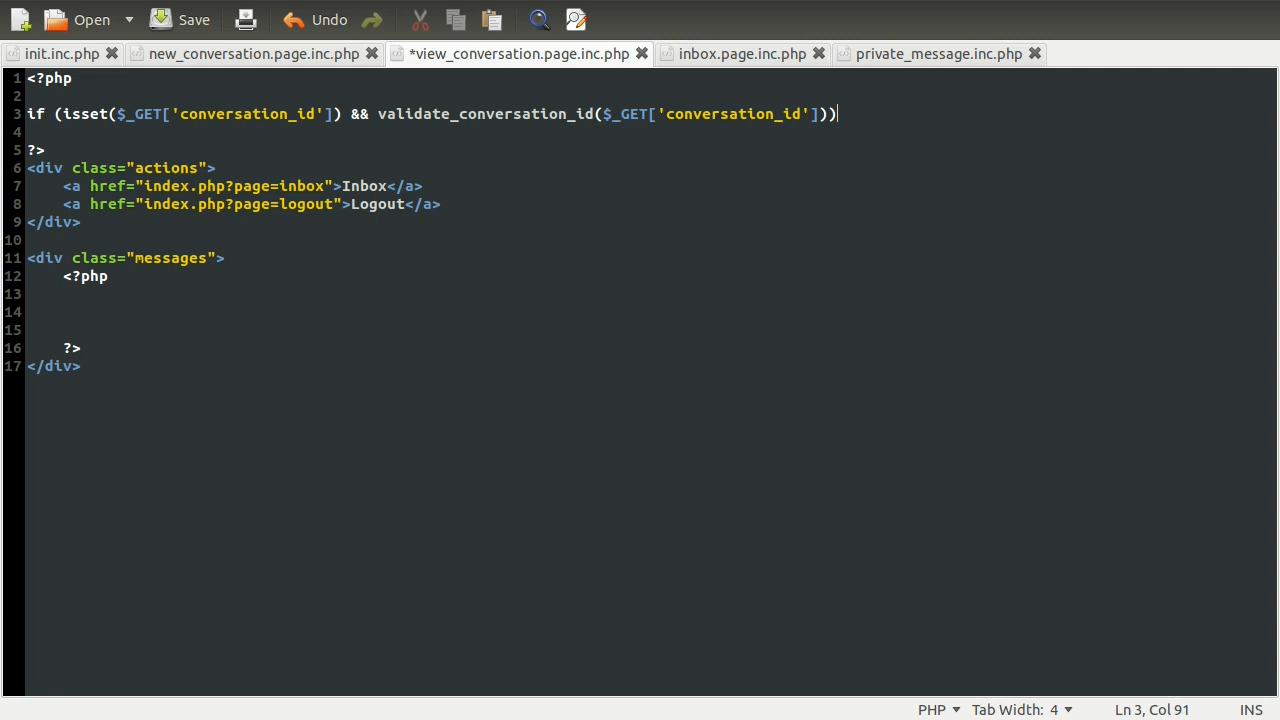 Open Save Undo
init.inc.php new_conversation.page.inc.php *view_conversation.page.inc.php inbox.page.inc.php private_message.inc.php
1 <?php
2
3 if (isset($_GET['conversation_id']) && validate_conversation_id($_GET['conversation_id']))
4
5 ?>
6 <div class="actions">
7     <a href="index.php?page=inbox">Inbox</a>
8     <a href="index.php?page=logout">Logout</a>
9 </div>
10
11 <div class="messages">
12     <?php
13
14
15
16     ?>
17 </div>
PHP Tab Width: 4 Ln 3, Col 91 INS